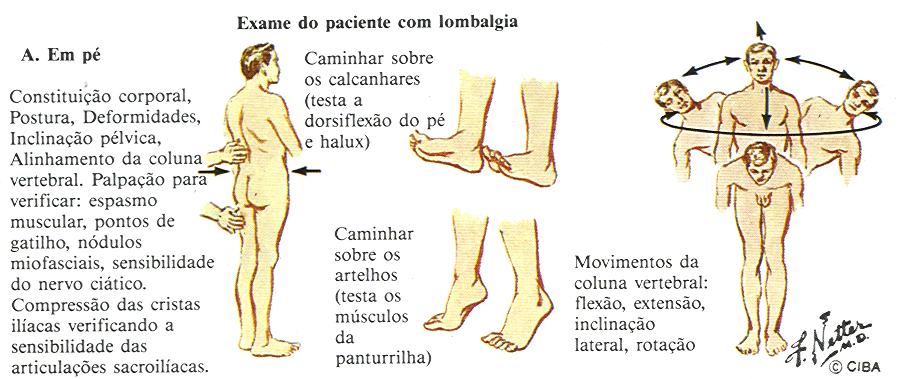 Exame do paciente com lombalgia
A. Em pé
Constituição corporal,
Postura, Deformidades,
Inclinação pélvica,
Alinhamento da coluna
vertebral. Palpação para
verificar: espasmo
muscular, pontos de
gatilho, nódulos
miofasciais, sensibilidade
do nervo ciático.
Compressão das cristas
ilíacas verificando a
sensibilidade das
articulações sacroilíacas.
Caminhar sobre
os calcanhares
(testa a
dorsiflexão do pé
e halux)
Caminhar
sobre os
artelhos
(testa os
músculos
da
panturrilha)
Movimentos da
coluna vertebral:
flexão, extensão,
inclinação
lateral, rotação
F. Netter
M.D.
© CIBA